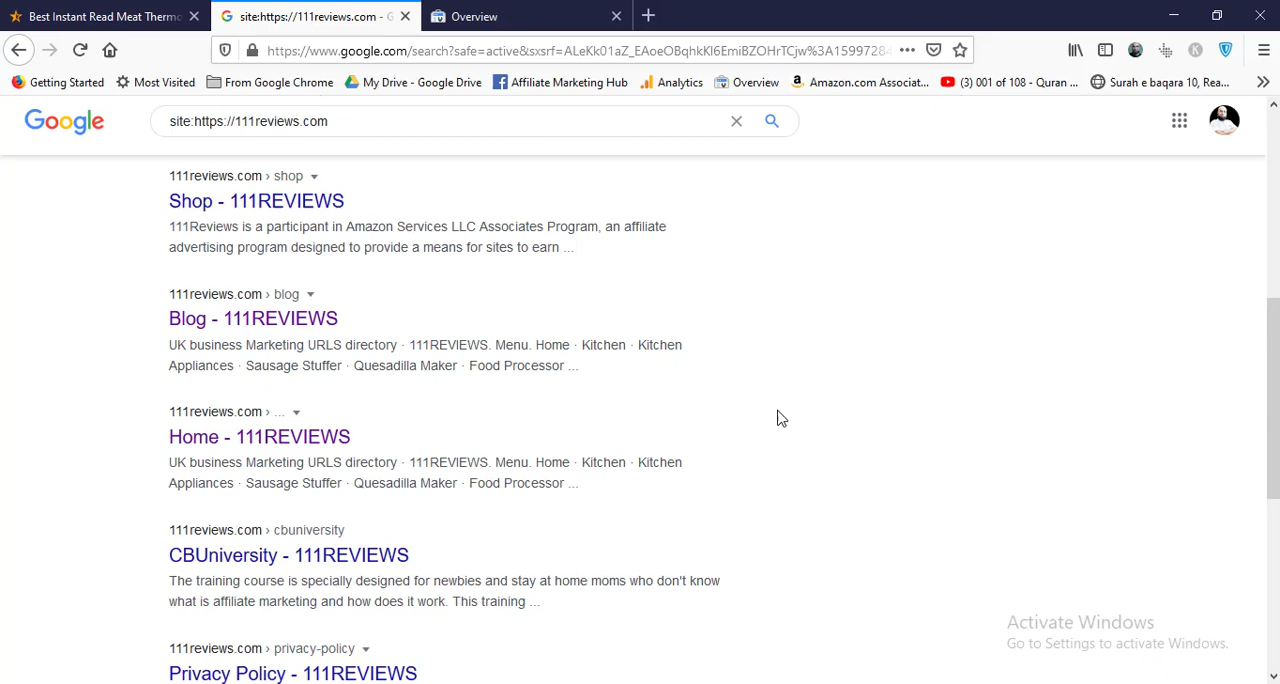 Best Instant Read Meat Thermo
site:https://111reviews.com - G
Overview
https://www.google.com/search?safe=active&sxsrf=ALeKk01aZ_EAoeOBqhkKl6EmiBZOHrTCjw%3A15997284
Getting Started
Most Visited
From Google Chrome
My Drive - Google Drive
Affiliate Marketing Hub
Analytics
Overview
Amazon.com Associat...
(3) 001 of 108 - Quran ...
Surah e baqara 10, Rea...
Google
site:https://111reviews.com
111reviews.com › shop
Shop - 111REVIEWS
111Reviews is a participant in Amazon Services LLC Associates Program, an affiliate
advertising program designed to provide a means for sites to earn ...
111reviews.com › blog
Blog - 111REVIEWS
UK business Marketing URLS directory · 111REVIEWS. Menu. Home · Kitchen · Kitchen
Appliances · Sausage Stuffer · Quesadilla Maker · Food Processor ...
111reviews.com › ...
Home - 111REVIEWS
UK business Marketing URLS directory · 111REVIEWS. Menu. Home · Kitchen · Kitchen
Appliances · Sausage Stuffer · Quesadilla Maker · Food Processor ...
111reviews.com › cbuniversity
CBUniversity - 111REVIEWS
The training course is specially designed for newbies and stay at home moms who don't know
what is affiliate marketing and how does it work. This training ...
111reviews.com › privacy-policy
Privacy Policy - 111REVIEWS
Activate Windows
Go to Settings to activate Windows.